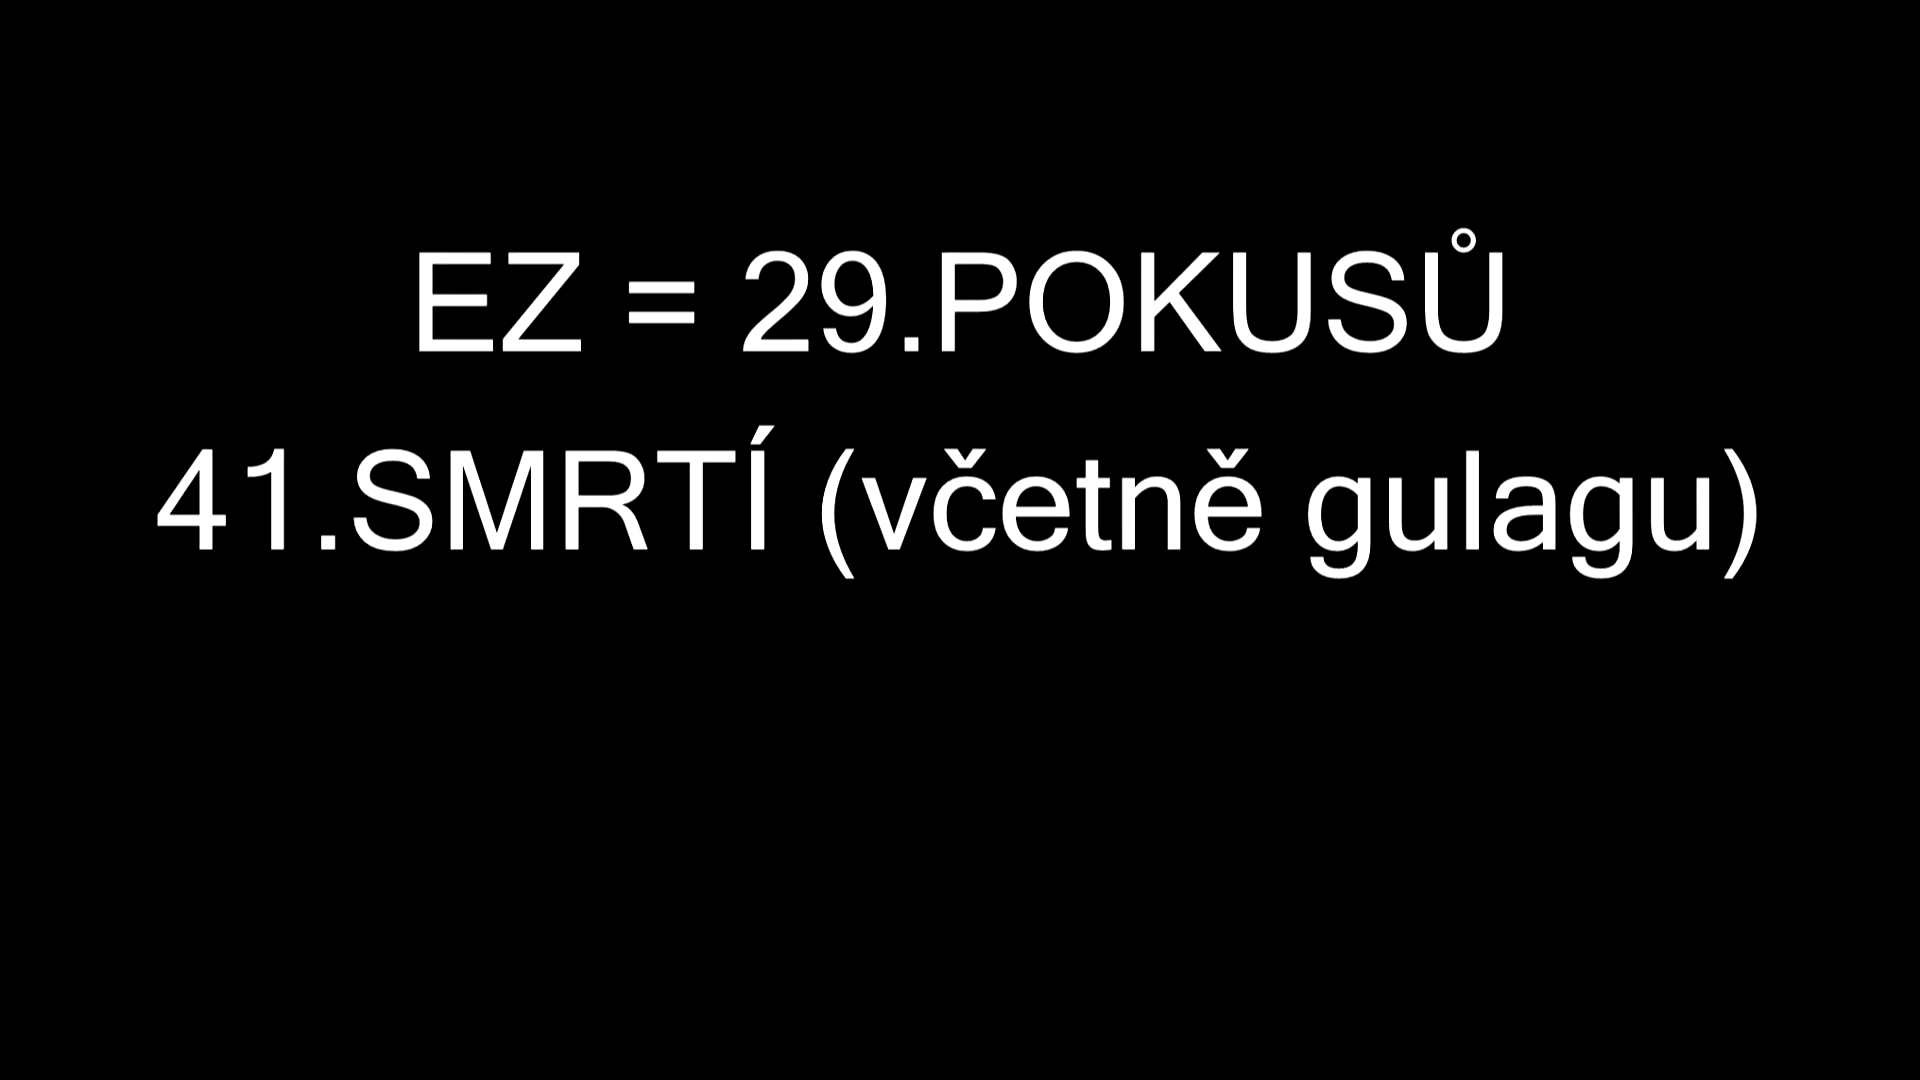 EZ = 29.POKUSŮ
41.SMRTÍ (včetně gulagu)